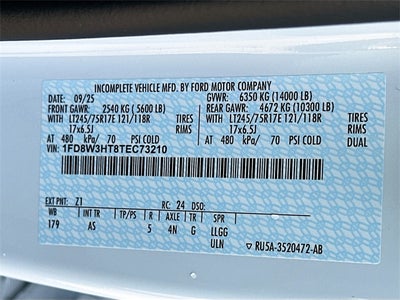 INCOMPLETE VEHICLE MFD. BY FORD MOTOR COMPANY
DATE: 09/25 GVWR: 6350 KG (14000 LB)
FRONT GAWR: 2540 KG ( 5600 LB) REAR GAWR: 4672 KG (10300 LB)
WITH LT245/75R17E 121/118R TIRES WITH LT245/75R17E 121/118R TIRES
17x6.5J RIMS 17x6.5J RIMS
AT 480 kPa/ 70 PSI COLD AT 480 kPa/ 70 PSI COLD DUAL
VIN: 1FD8W3HT8TEC73210
EXT PNT: Z1 RC: 24 DSO:
WB INT TR TP/PS R AXLE TR SPR
179 AS 5 4N G LLGG
ULN RU5A-3520472-AB